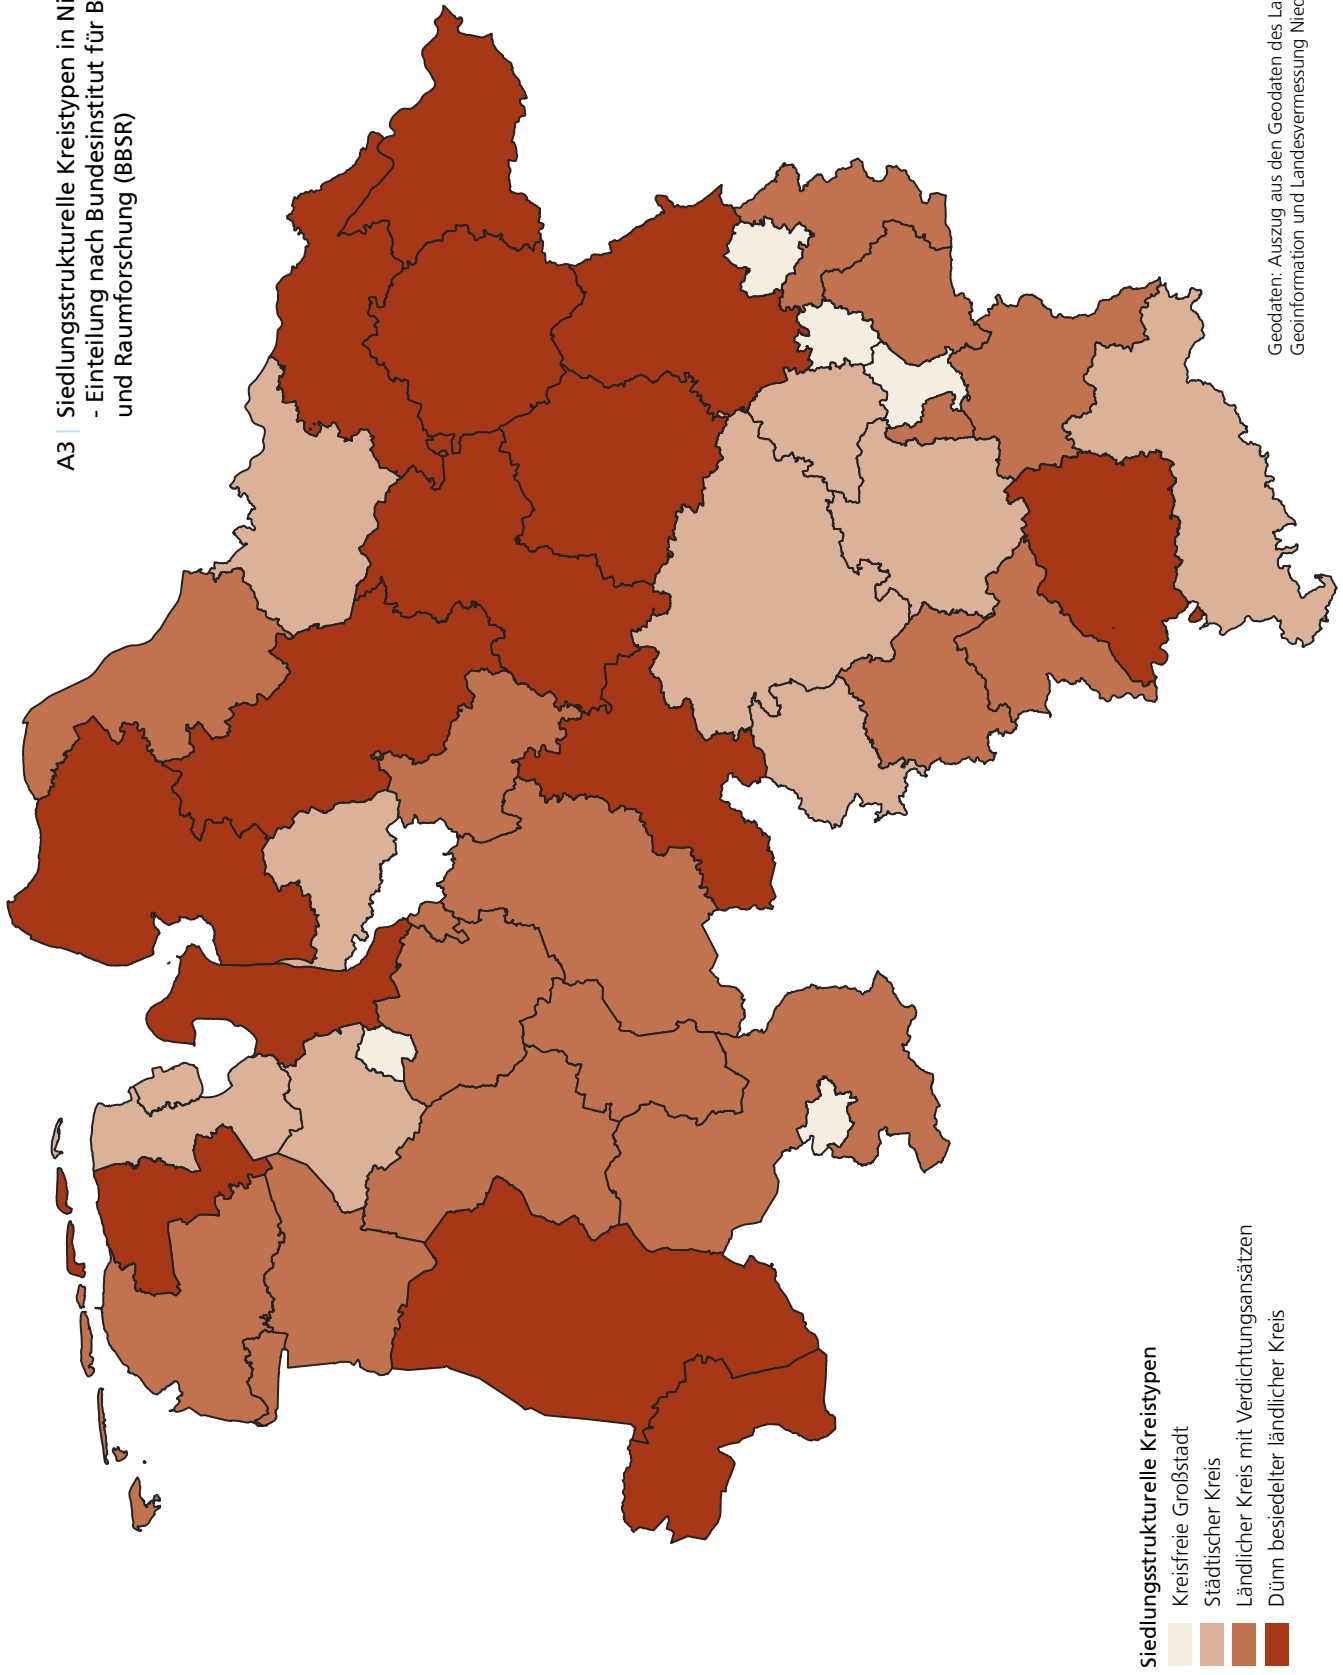 A3 | Siedlungsstrukturelle Kreistypen in Ni
- Einteilung nach Bundesinstitut für B
und Raumforschung (BBSR)
Geodaten: Auszug aus den Geodaten des La
Geoinformation und Landesvermessung Nied
Siedlungsstrukturelle Kreistypen
Kreisfreie Großstadt
Städtischer Kreis
Ländlicher Kreis mit Verdichtungsansätzen
Dünn besiedelter ländlicher Kreis